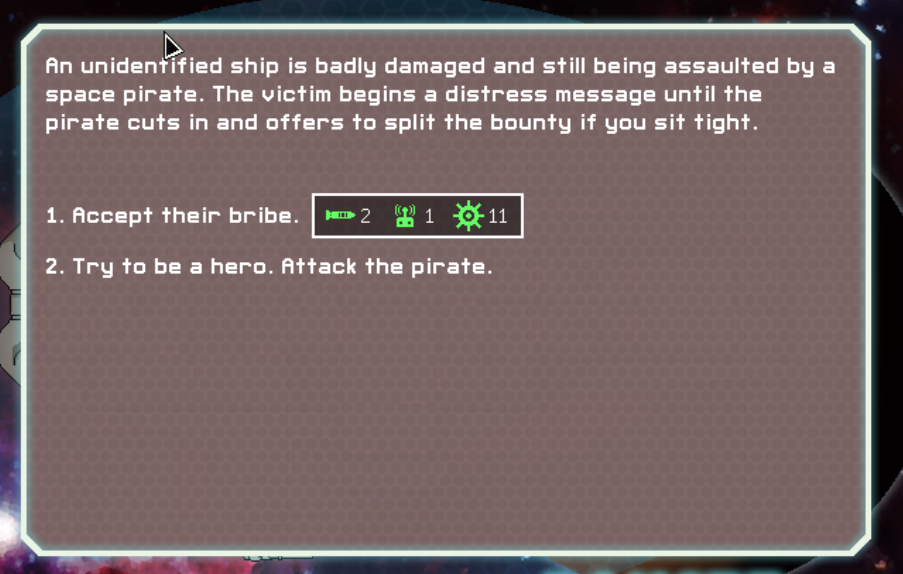 An unidentified ship is badly damaged and still being assaulted by a
space pirate. The victim begins a distress message until the
pirate cuts in and offers to split the bounty if you sit tight.
1. Accept their bribe. 2 1 11
2. Try to be a hero. Attack the pirate.